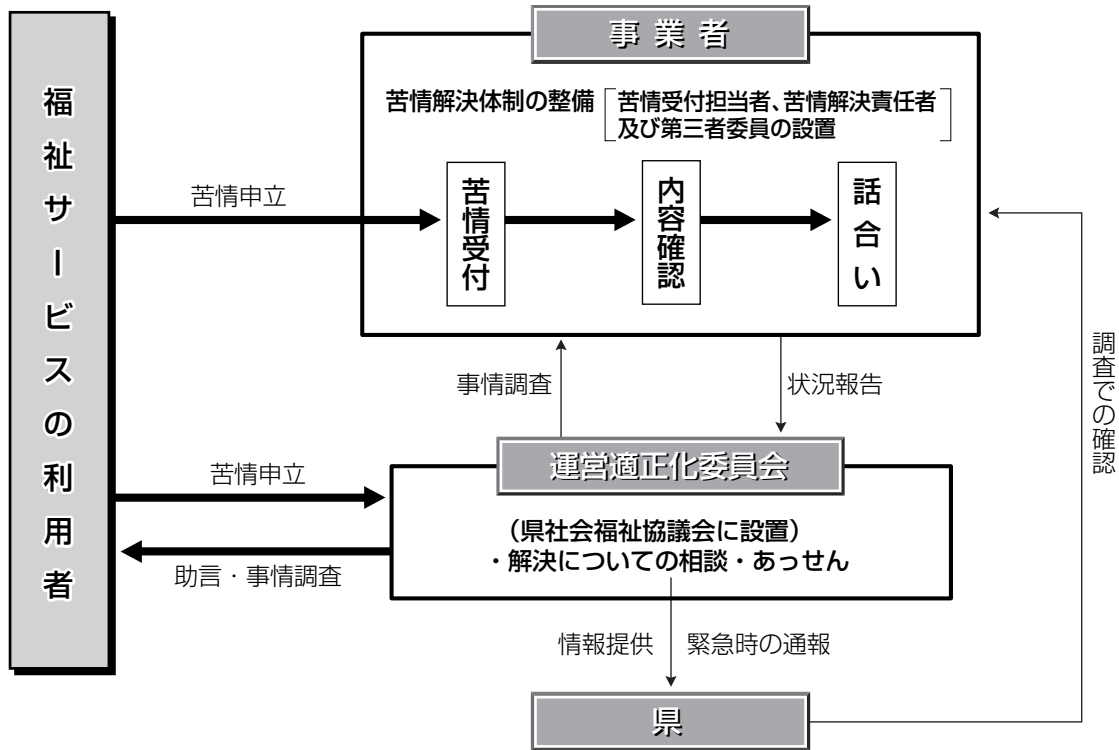 福祉サービスの利用者
事業者
苦情解決体制の整備
苦情受付担当者、苦情解決責任者
及び第三者委員の設置
苦情申立
苦情受付
内容確認
話合い
事情調査
状況報告
調査での確認
運営適正化委員会
苦情申立
(県社会福祉協議会に設置)
・解決についての相談・あっせん
助言・事情調査
情報提供
緊急時の通報
県